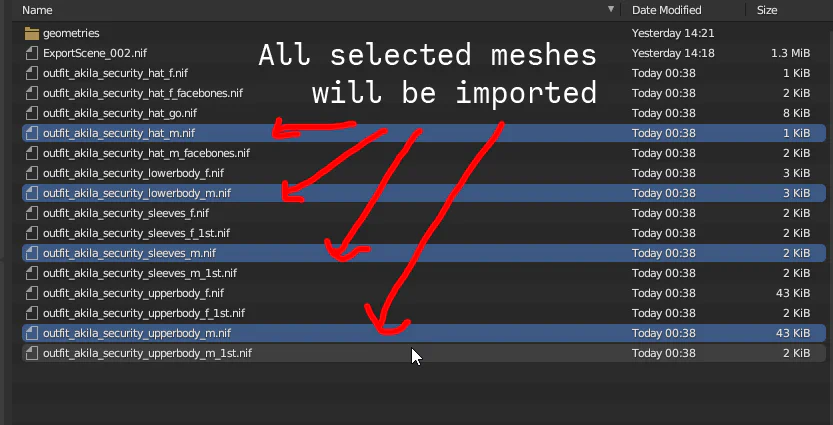 Name Date Modified Size
geometries Yesterday 14:21
ExportScene_002.nif Yesterday 14:18 1.3 MiB
All selected meshes
will be imported
outfit_akila_security_hat_f.nif Today 00:38 1 KiB
outfit_akila_security_hat_f_facebones.nif Today 00:38 2 KiB
outfit_akila_security_hat_go.nif Today 00:38 8 KiB
outfit_akila_security_hat_m.nif Today 00:38 1 KiB
outfit_akila_security_hat_m_facebones.nif Today 00:38 2 KiB
outfit_akila_security_lowerbody_f.nif Today 00:38 3 KiB
outfit_akila_security_lowerbody_m.nif Today 00:38 3 KiB
outfit_akila_security_sleeves_f.nif Today 00:38 2 KiB
outfit_akila_security_sleeves_f_1st.nif Today 00:38 2 KiB
outfit_akila_security_sleeves_m.nif Today 00:38 2 KiB
outfit_akila_security_sleeves_m_1st.nif Today 00:38 2 KiB
outfit_akila_security_upperbody_f.nif Today 00:38 43 KiB
outfit_akila_security_upperbody_f_1st.nif Today 00:38 2 KiB
outfit_akila_security_upperbody_m.nif Today 00:38 43 KiB
outfit_akila_security_upperbody_m_1st.nif Today 00:38 2 KiB